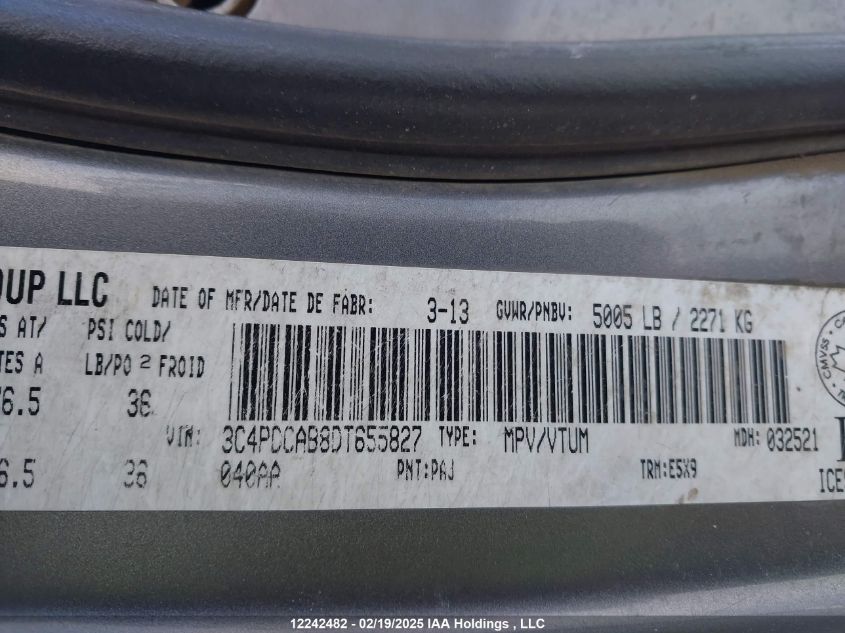 OUP LLC DATE OF MFR/DATE DE FABR: 3-13 GVWR/PNBV: 5005 LB / 2271 KG
S AT/ PSI COLD/
TES A LB/PO 2 FROID
6.5 36
VIN: 3C4PDCAB8DT655827 TYPE: MPV/VTUM MDH: 032521
6.5 36 040AA PNT:PAJ TRM:E5X9
CMVSS
ICES
12242482 - 02/19/2025 IAA Holdings , LLC